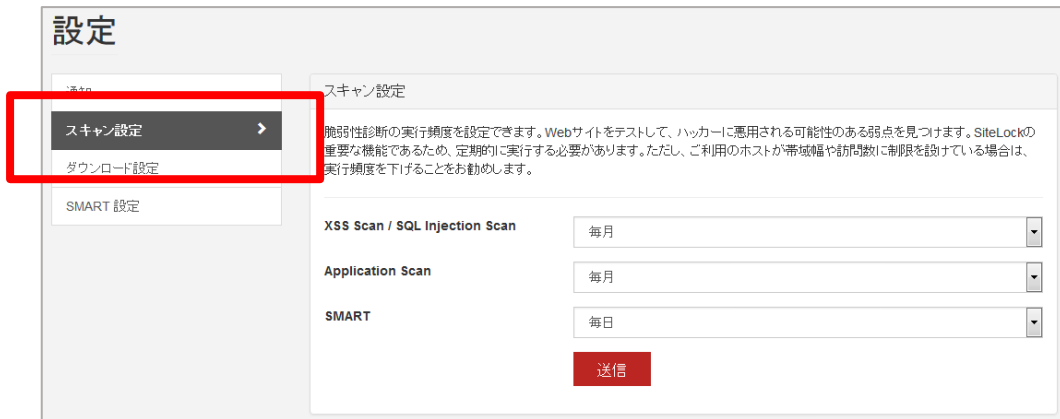 設定
通知
スキャン設定
ダウンロード設定
SMART 設定
スキャン設定
脆弱性診断の実行頻度を設定できます。Webサイトをテストして、ハッカーに悪用される可能性のある弱点を見つけます。SiteLockの
重要な機能であるため、定期的に実行する必要があります。ただし、ご利用のホストが帯域幅や訪問数に制限を設けている場合は、
実行頻度を下げることをお勧めします。
XSS Scan / SQL Injection Scan
毎月
Application Scan
毎月
SMART
毎日
送信